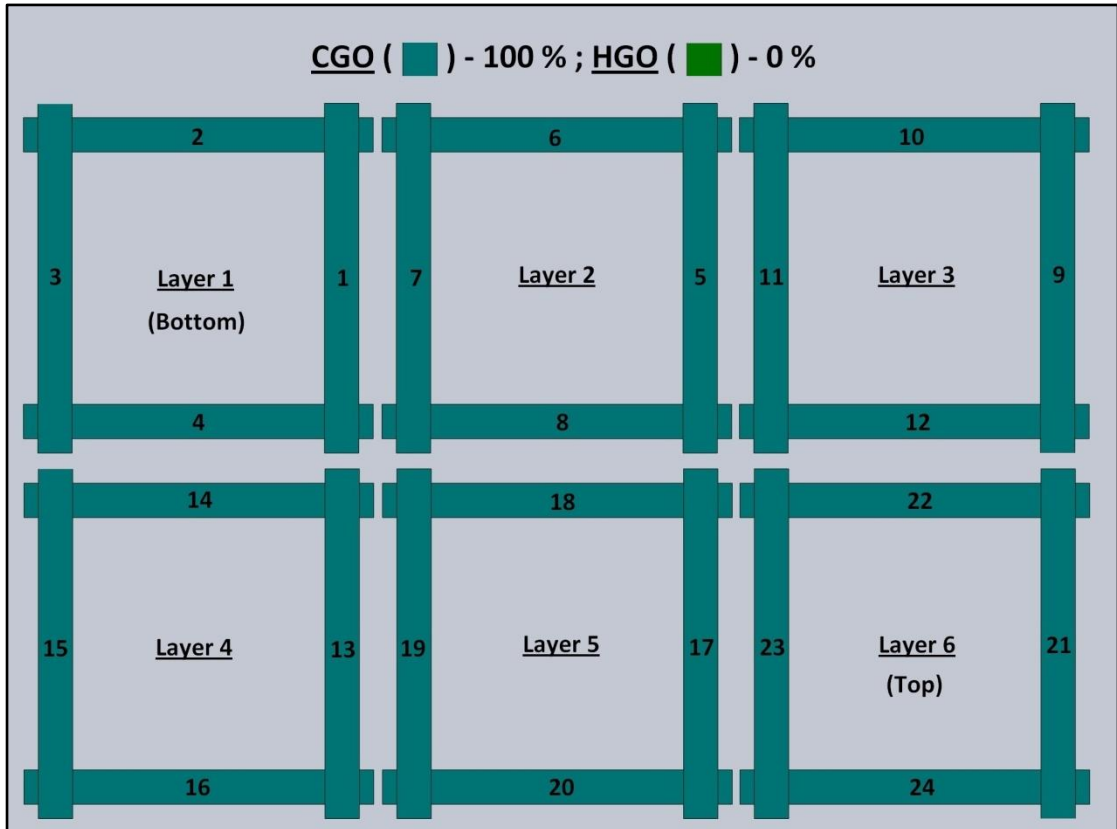 CGO ( ) - 100 % ; HGO ( ) - 0 %
2
6
10
3
Layer 1
(Bottom)
1
7
Layer 2
5
11
Layer 3
9
4
8
12
14
18
22
15
Layer 4
13
19
Layer 5
17
23
Layer 6
(Top)
21
16
20
24